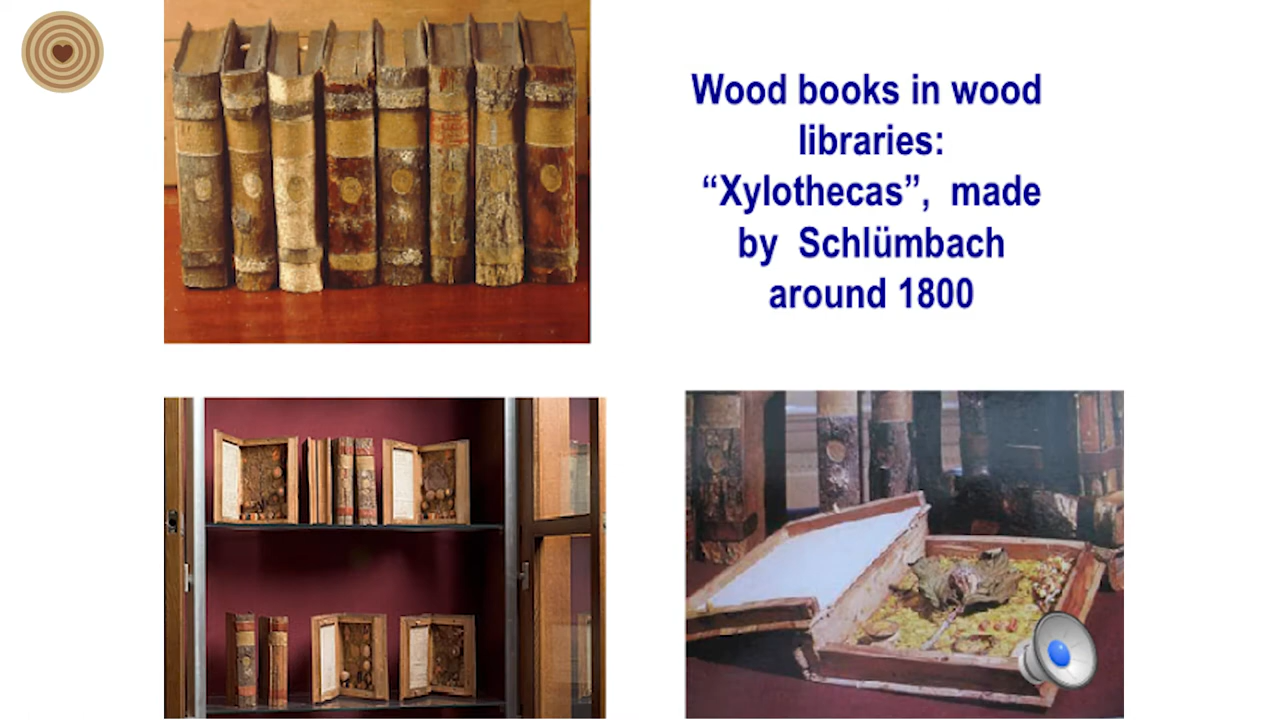 Wood books in wood
libraries:
“Xylothecas”, made
by Schlümbach
around 1800